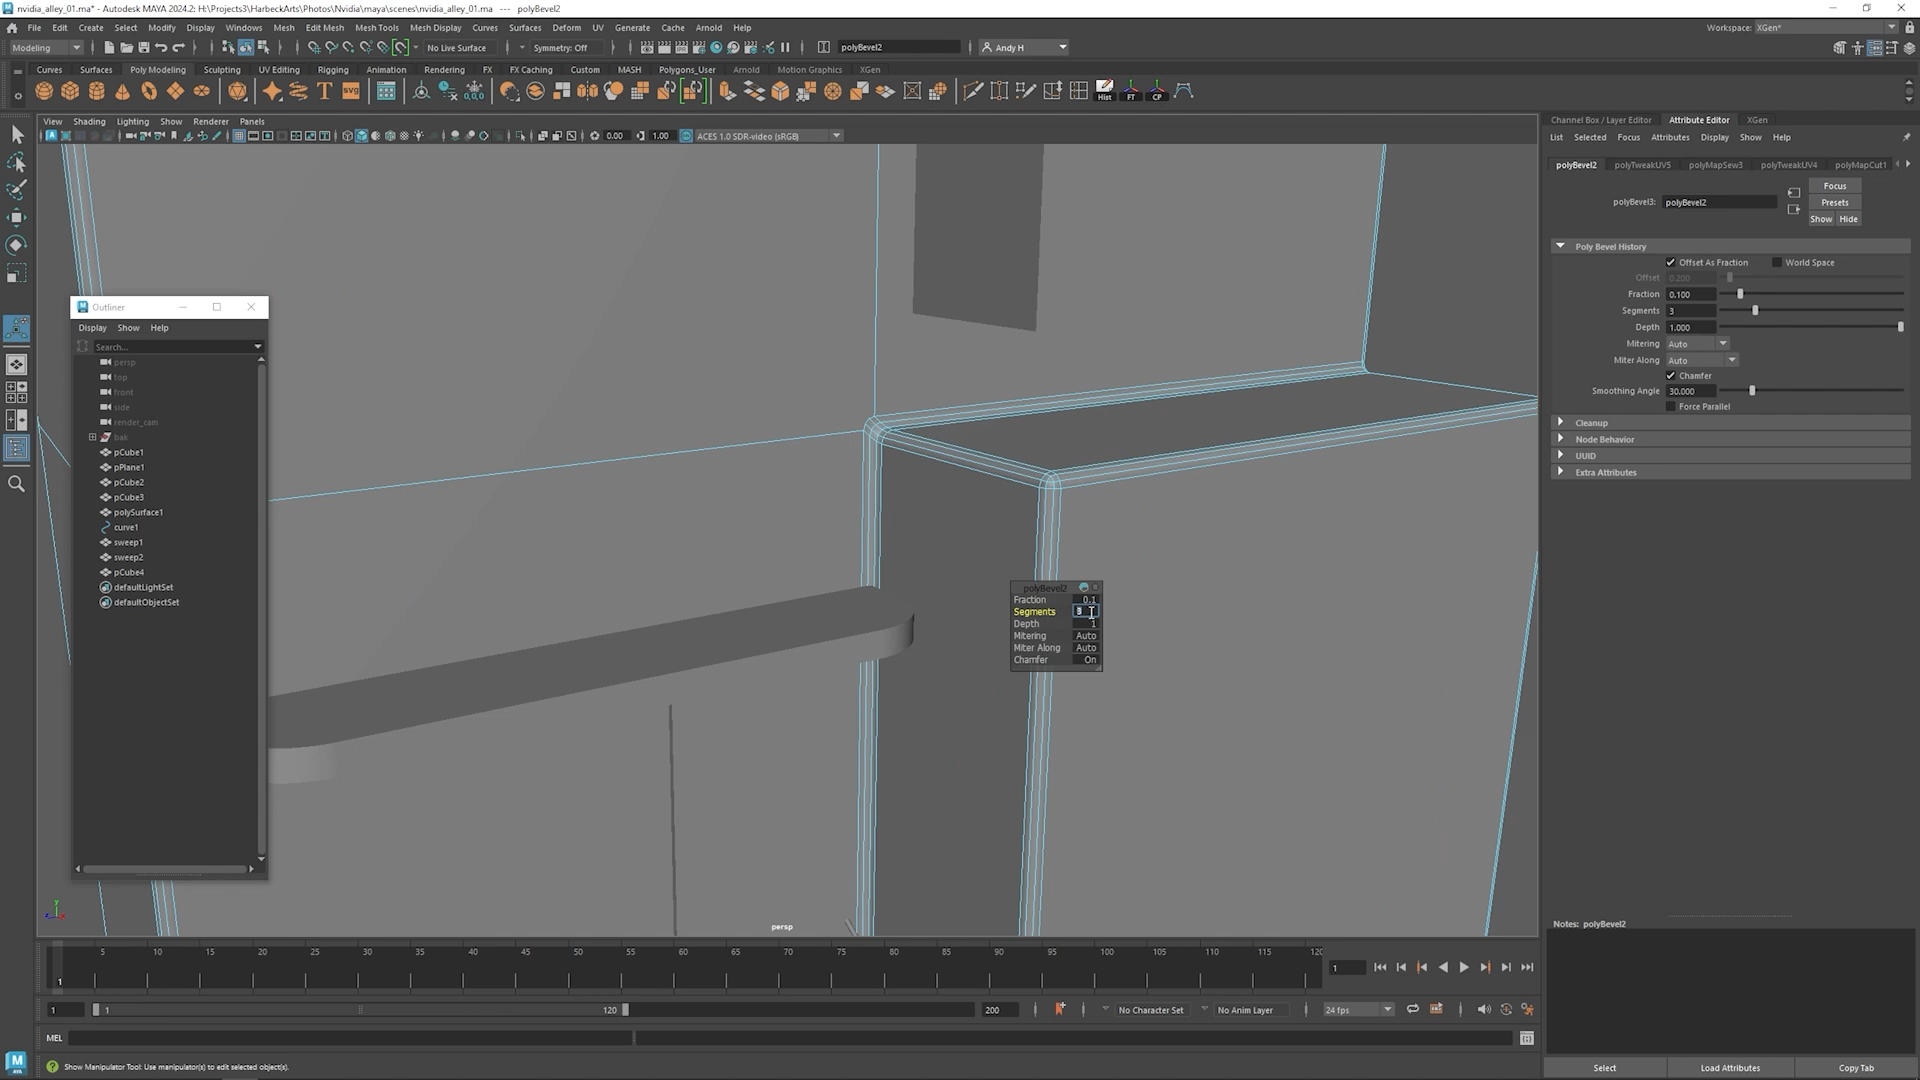 nvidia_alley_01.ma* - Autodesk MAYA 2024.2: H:\Projects3\HarbeckArts\Photos\Nvidia\maya\scenes\nvidia_alley_01.ma --- polyBevel2
File Edit Create Select Modify Display Windows Mesh Edit Mesh Mesh Tools Mesh Display Curves Surfaces Deform UV Generate Cache Arnold Help
Workspace: XGen*
Modeling
No Live Surface
Symmetry: Off
polyBevel2
Andy H
Curves Surfaces Poly Modeling Sculpting UV Editing Rigging Animation Rendering FX FX Caching Custom MASH Polygons_User Arnold Motion Graphics XGen
SVG
Hist
FT
CP
View Shading Lighting Show Renderer Panels
0.00
1.00
ACES 1.0 SDR-video (sRGB)
Channel Box / Layer Editor Attribute Editor XGen
List Selected Focus Attributes Display Show Help
polyBevel2 polyTweakUV5 polyMapSew3 polyTweakUV4 polyMapCut1
polyBevel3: polyBevel2
Focus
Presets
Show Hide
Poly Bevel History
Offset As Fraction World Space
Offset 0.200
Fraction 0.100
Segments 3
Depth 1.000
Mitering Auto
Miter Along Auto
Chamfer
Smoothing Angle 30.000
Force Parallel
Cleanup
Node Behavior
UUID
Extra Attributes
Outliner
Display Show Help
Search...
persp
top
front
side
render_cam
bak
pCube1
pPlane1
pCube2
pCube3
polySurface1
curve1
sweep1
sweep2
pCube4
defaultLightSet
defaultObjectSet
polyBevel2
Fraction 0.1
Segments 3
Depth 1
Mitering Auto
Miter Along Auto
Chamfer On
persp
Notes: polyBevel2
5 10 15 20 25 30 35 40 45 50 55 60 65 70 75 80 85 90 95 100 105 110 115 120
1
1
1
1
120
200
No Character Set
No Anim Layer
24 fps
MEL
Show Manipulator Tool: Use manipulator(s) to edit selected object(s).
Select Load Attributes Copy Tab